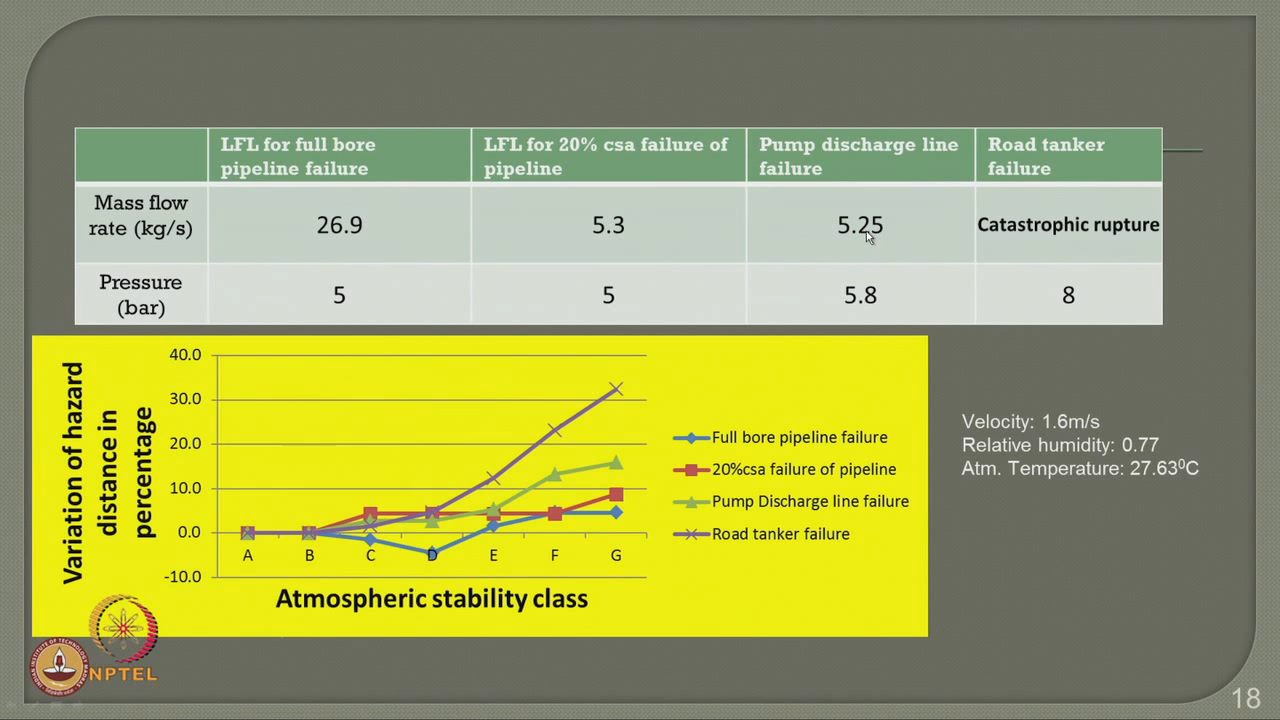 LFL for full bore
pipeline failure
LFL for 20% csa failure of
pipeline
Pump discharge line
failure
Road tanker
failure
Mass flow
rate (kg/s)
26.9
5.3
5.25
Catastrophic rupture
Pressure
(bar)
5
5
5.8
8
Variation of hazard
distance in
percentage
40.0
30.0
20.0
10.0
0.0
-10.0
A
B
C
D
E
F
G
Atmospheric stability class
Full bore pipeline failure
20%csa failure of pipeline
Pump Discharge line failure
Road tanker failure
Velocity: 1.6m/s
Relative humidity: 0.77
Atm. Temperature: 27.63⁰C
NPTEL
18